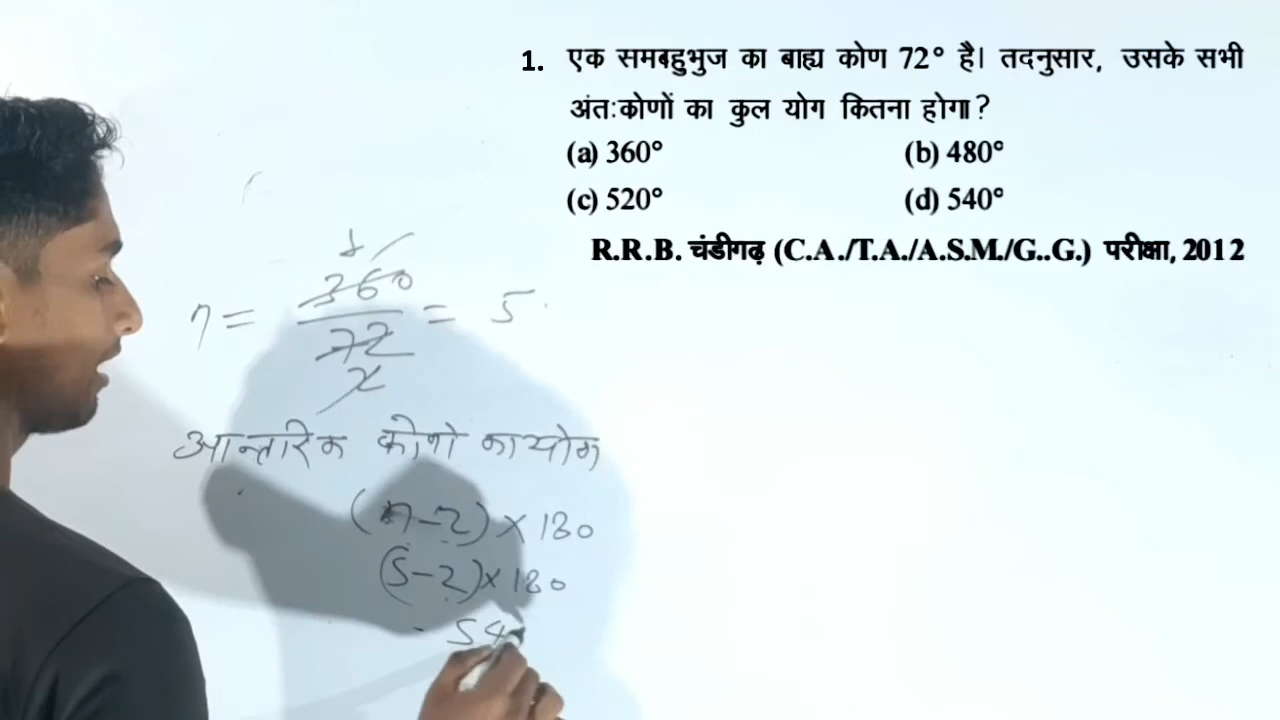 1. एक समबहुभुज का बाह्य कोण 72° है। तदनुसार, उसके सभी
अंतःकोणों का कुल योग कितना होगा?
(a) 360° (b) 480°
(c) 520° (d) 540°
R.R.B. चंडीगढ़ (C.A./T.A./A.S.M./G..G.) परीक्षा, 2012
360
n = = 5
72
आन्तरिक कोणो का योग
(n-2) × 180
(5-2) × 180
54